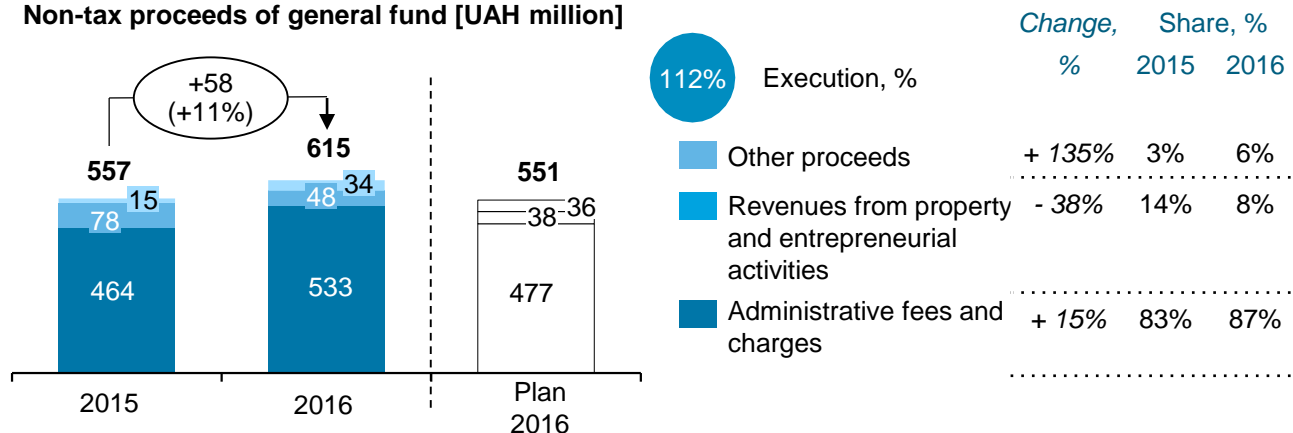 Non-tax proceeds of general fund [UAH million]
+58
(+11%)
557
615
551
15
34
36
78
48
38
464
533
477
2015
2016
Plan
2016
112%
Execution, %
Change,
%
Share, %
2015
2016
Other proceeds
+ 135%
3%
6%
Revenues from property
and entrepreneurial
activities
- 38%
14%
8%
Administrative fees and
charges
+ 15%
83%
87%